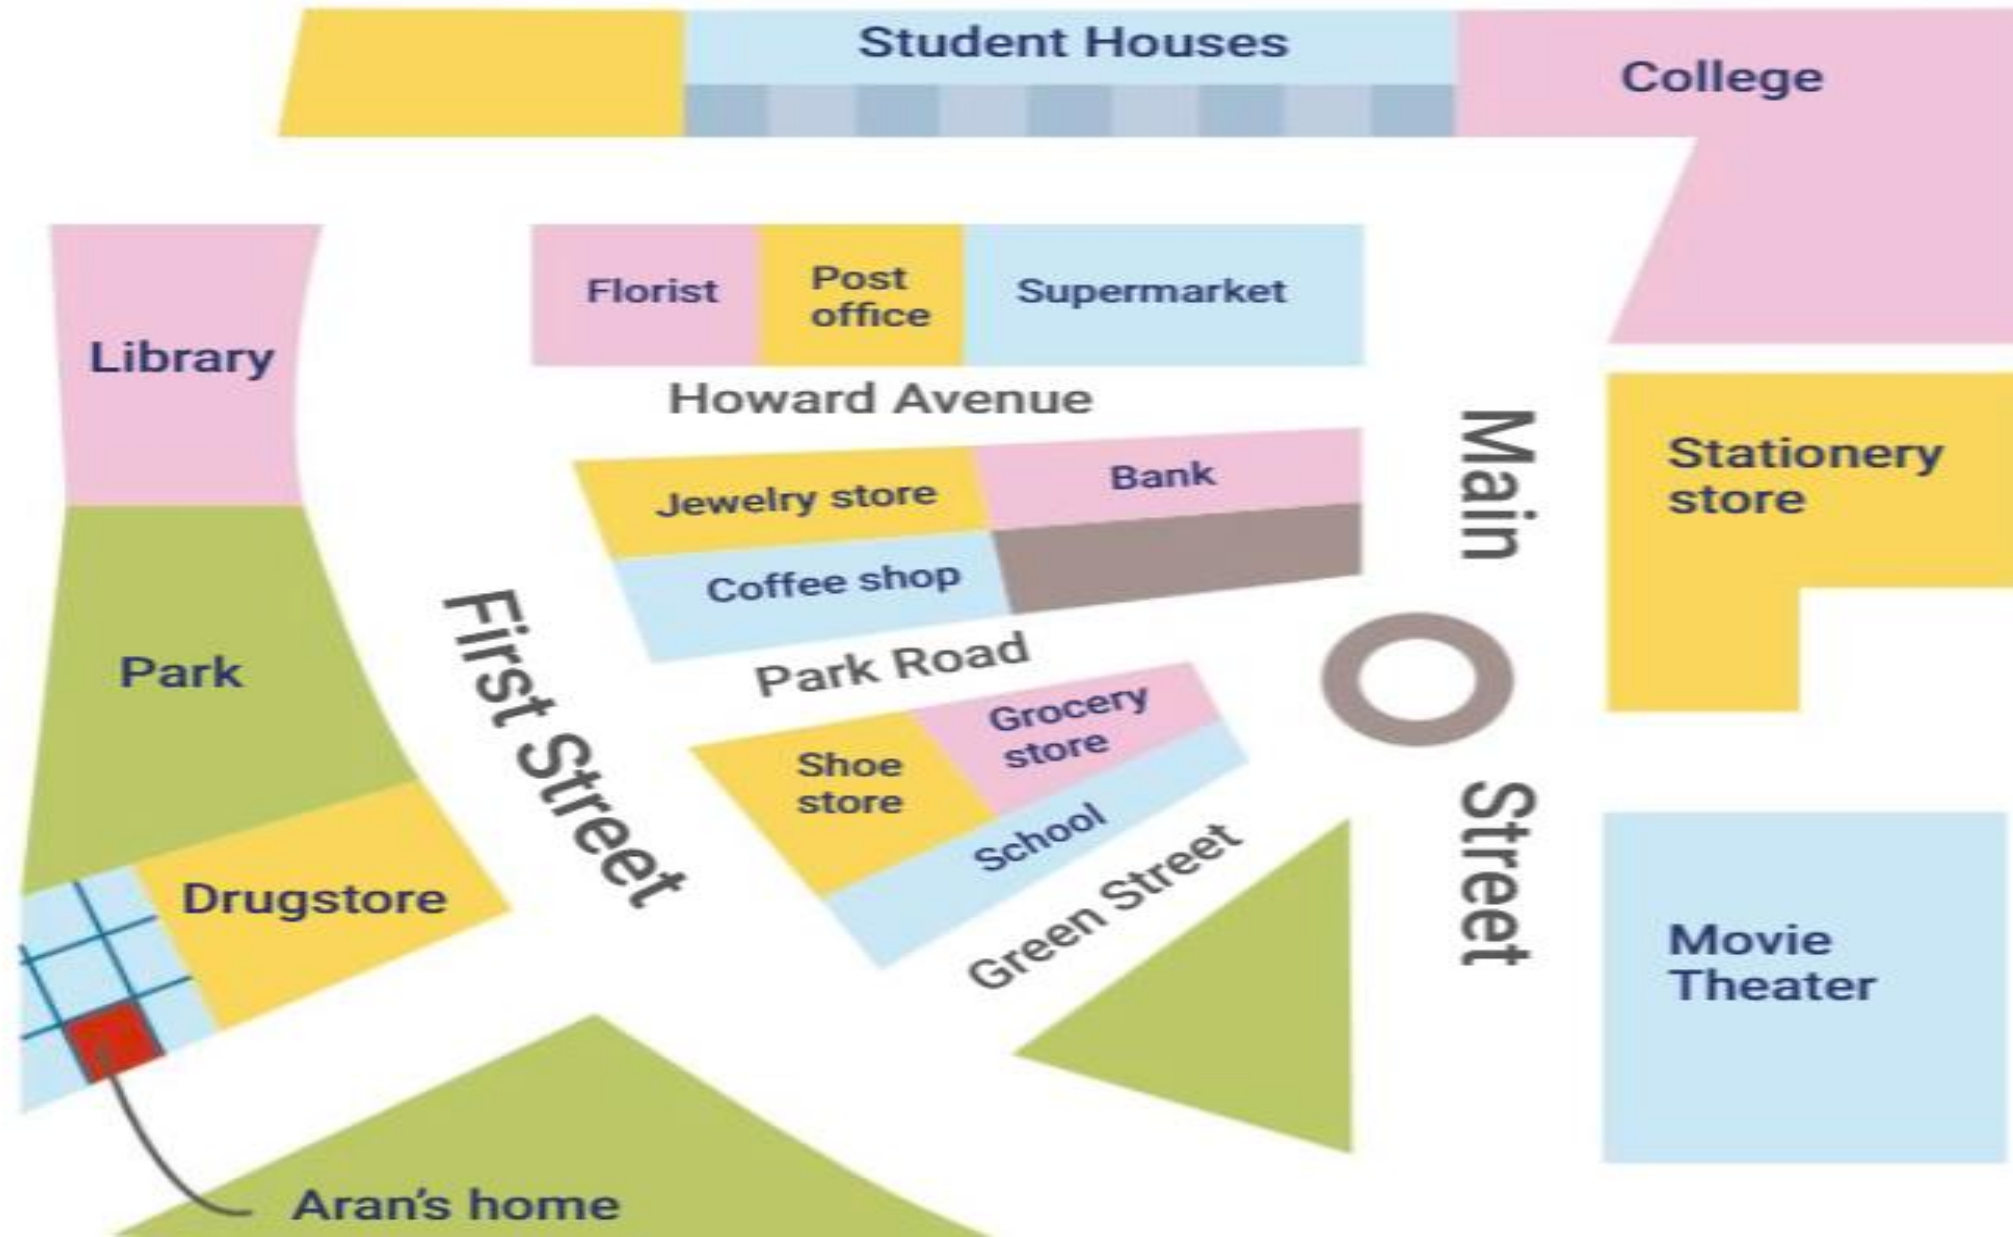 Student Houses
College
Library
Florist
Post
office
Supermarket
Howard Avenue
Jewelry store
Bank
Coffee shop
Main
Street
Stationery
store
Park
First Street
Park Road
Shoe
store
Grocery
store
School
Green Street
Drugstore
Movie
Theater
Aran's home